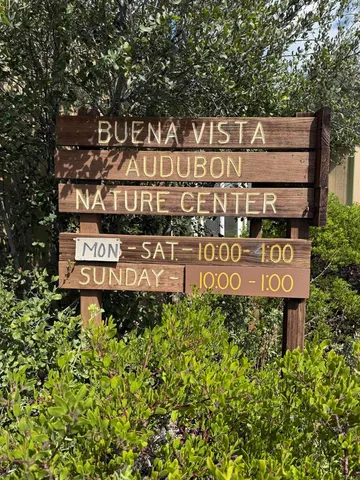 BUENA VISTA
AUDUBON
NATURE CENTER
MON - SAT. - 10:00 - 1:00
SUNDAY - 10:00 - 1:00